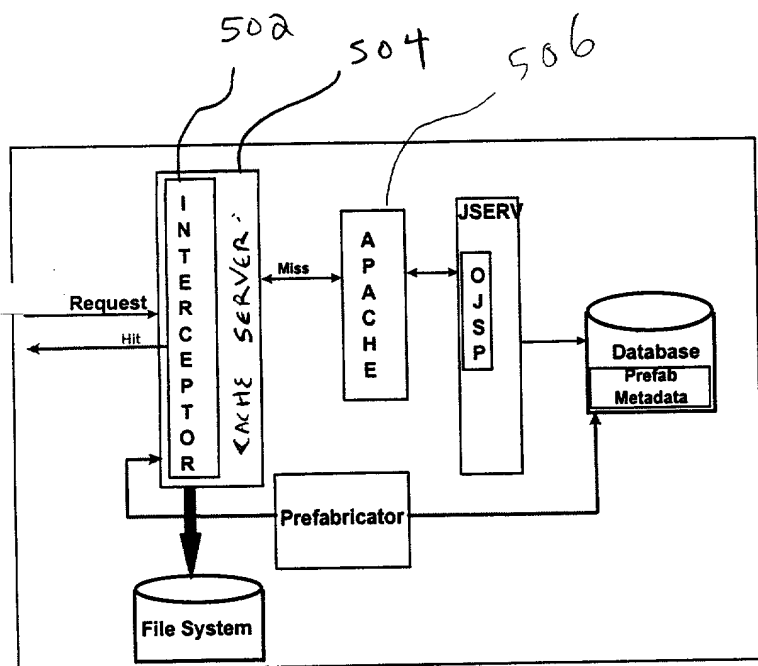 502
504
506
INTERCEPTOR
CACHE SERVER
APACHE
JSERV
OJSP
Miss
Request
Hit
Database
Prefab
Metadata
Prefabricator
File System